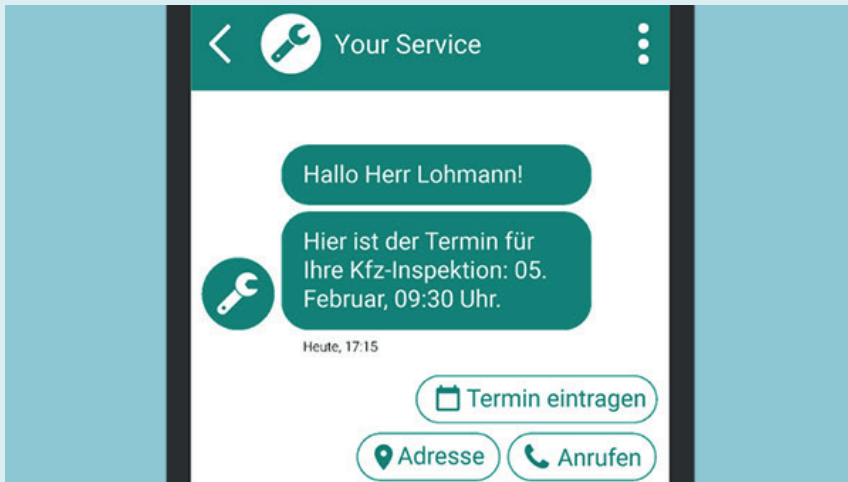 Your Service
Hallo Herr Lohmann!
Hier ist der Termin für
Ihre Kfz-Inspektion: 05.
Februar, 09:30 Uhr.
Heute, 17:15
Termin eintragen
Adresse
Anrufen